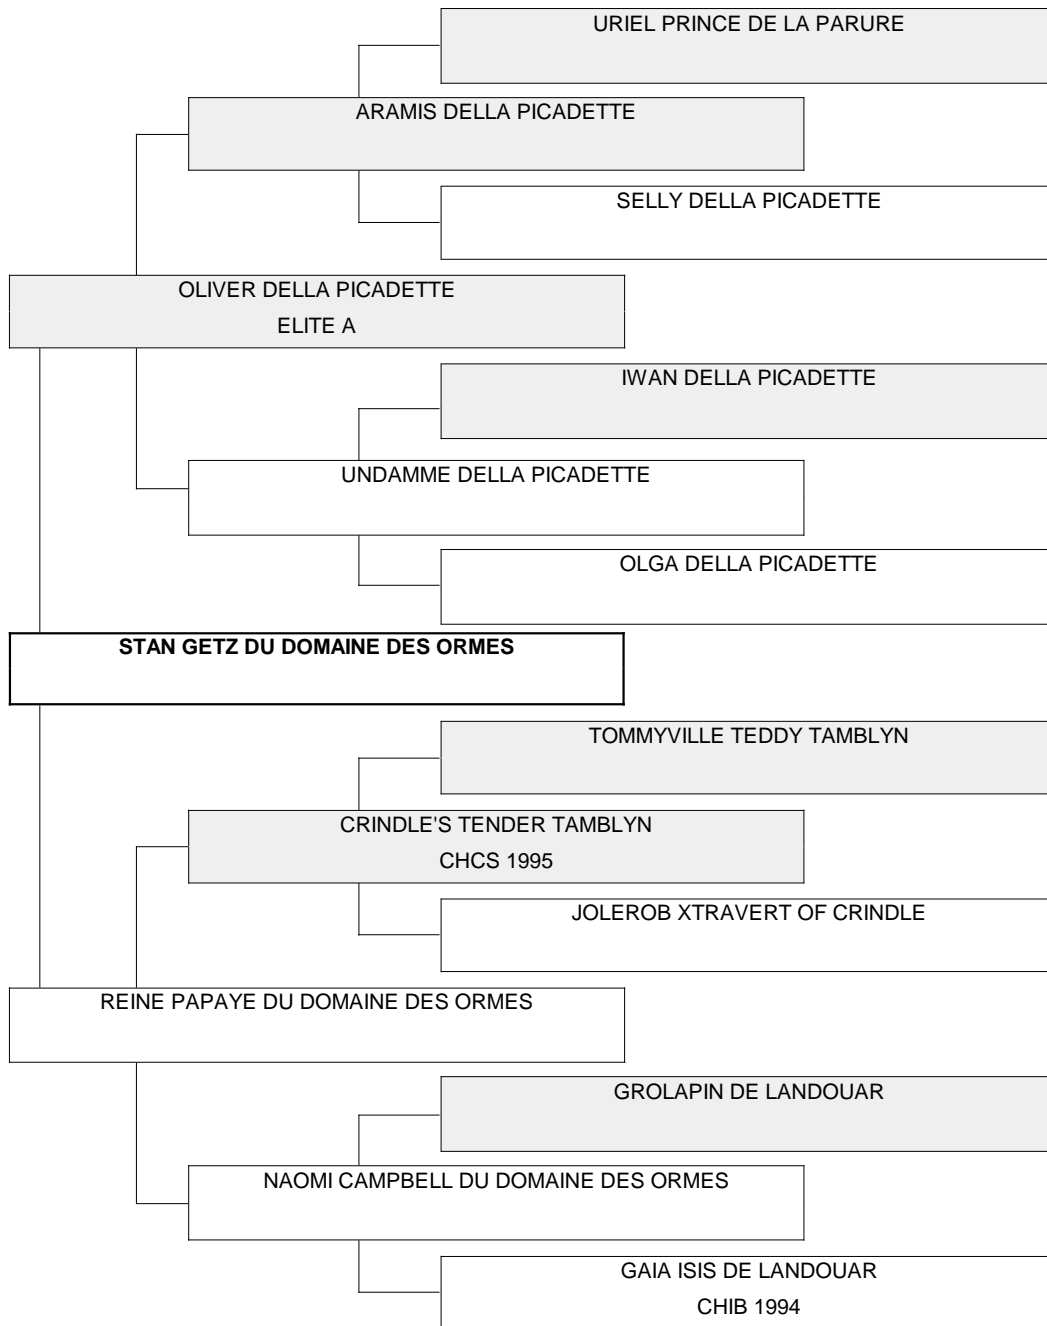 URIEL PRINCE DE LA PARURE
ARAMIS DELLA PICADETTE
SELLY DELLA PICADETTE
OLIVER DELLA PICADETTE
ELITE A
IWAN DELLA PICADETTE
UNDAMME DELLA PICADETTE
OLGA DELLA PICADETTE
STAN GETZ DU DOMAINE DES ORMES
TOMMYVILLE TEDDY TAMBLYN
CRINDLE'S TENDER TAMBLYN
CHCS 1995
JOLEROB XTRAVERT OF CRINDLE
REINE PAPAYE DU DOMAINE DES ORMES
GROLAPIN DE LANDOUAR
NAOMI CAMPBELL DU DOMAINE DES ORMES
GAIA ISIS DE LANDOUAR
CHIB 1994